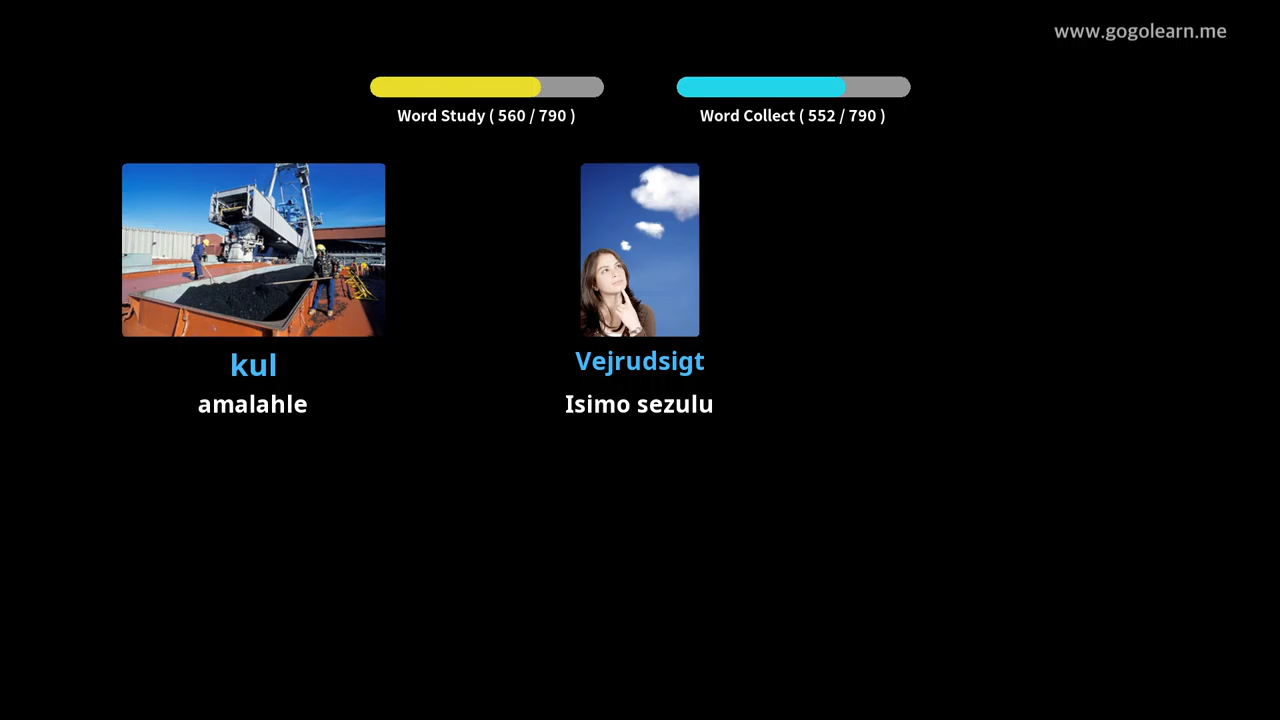 www.gogolearn.me
Word Study ( 560 / 790 )
Word Collect ( 552 / 790 )
kul
amalahle
Vejrudsigt
Isimo sezulu